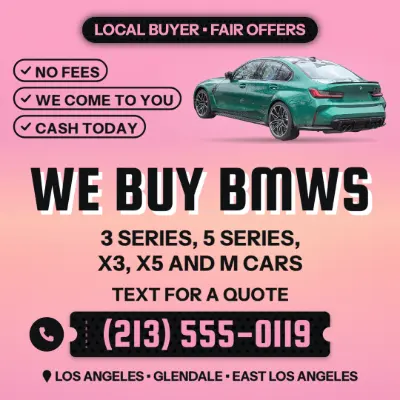 LOCAL BUYER • FAIR OFFERS
NO FEES
WE COME TO YOU
CASH TODAY
WE BUY BMWS
3 SERIES, 5 SERIES,
X3, X5 AND M CARS
TEXT FOR A QUOTE
(213) 555-0119
LOS ANGELES • GLENDALE • EAST LOS ANGELES